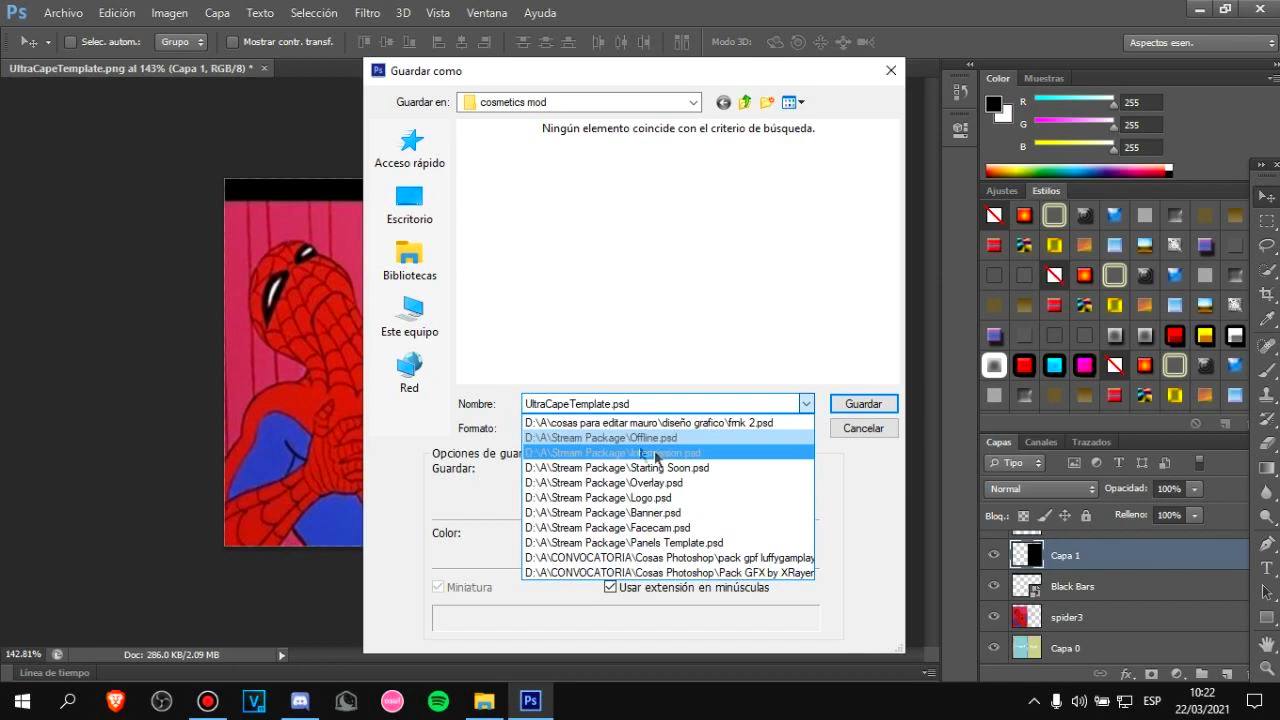 Ps Archivo Edición Imagen Capa Texto Selección Filtro 3D Vista Ventana Ayuda
Selec. autom.: Grupo Mostrar contr. transf. Modo 3D: Aspectos esen.
UltraCapeTemplate.png al 143% (Capa 1, RGB/8) *
Ps Guardar como
Guardar en: cosmetics mod
Ningún elemento coincide con el criterio de búsqueda.
Acceso rápido
Escritorio
Bibliotecas
Este equipo
Red
Nombre: UltraCapeTemplate.psd Guardar
Formato: Cancelar
D:\A\cosas para editar mauro\diseño grafico\fmk 2.psd
D:\A\Stream Package\Offline.psd
D:\A\Stream Package\Intermission.psd
D:\A\Stream Package\Starting Soon.psd
D:\A\Stream Package\Overlay.psd
D:\A\Stream Package\Logo.psd
D:\A\Stream Package\Banner.psd
D:\A\Stream Package\Facecam.psd
D:\A\Stream Package\Panels Template.psd
D:\A\CONVOCATORIA\Cosas Photoshop\pack gpf luffygamplay
D:\A\CONVOCATORIA\Cosas Photoshop\Pack GFX by XRayer
Opciones de guar
Guardar:
Color:
Miniatura Usar extensión en minúsculas
Color Muestras
R 255
G 255
B 255
Ajustes Estilos
Capas Canales Trazados
Tipo
Normal Opacidad: 100%
Bloq.: Relleno: 100%
Capa 1
Black Bars
spider3
Capa 0
142.81% Doc: 286.0 KB/2.09 MB
Línea de tiempo
V Ps ESP 10:22
22/03/2021